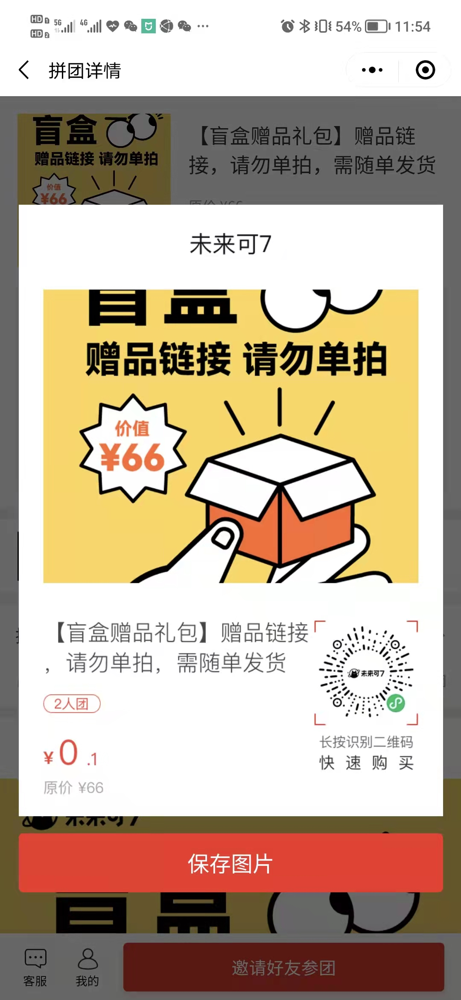 HD 1 5G 4G 54% 11:54
HD 2
拼团详情
盲盒
赠品链接 请勿单拍
价值
¥66
【盲盒赠品礼包】赠品链
接，请勿单拍，需随单发货
原价 ¥66
未来可7
盲盒
赠品链接 请勿单拍
价值
¥66
【盲盒赠品礼包】赠品链接
，请勿单拍，需随单发货
2人团
¥0.1
原价 ¥66
未来可7
长按识别二维码
快速购买
未来可7
保存图片
盲盒
客服
我的
邀请好友参团